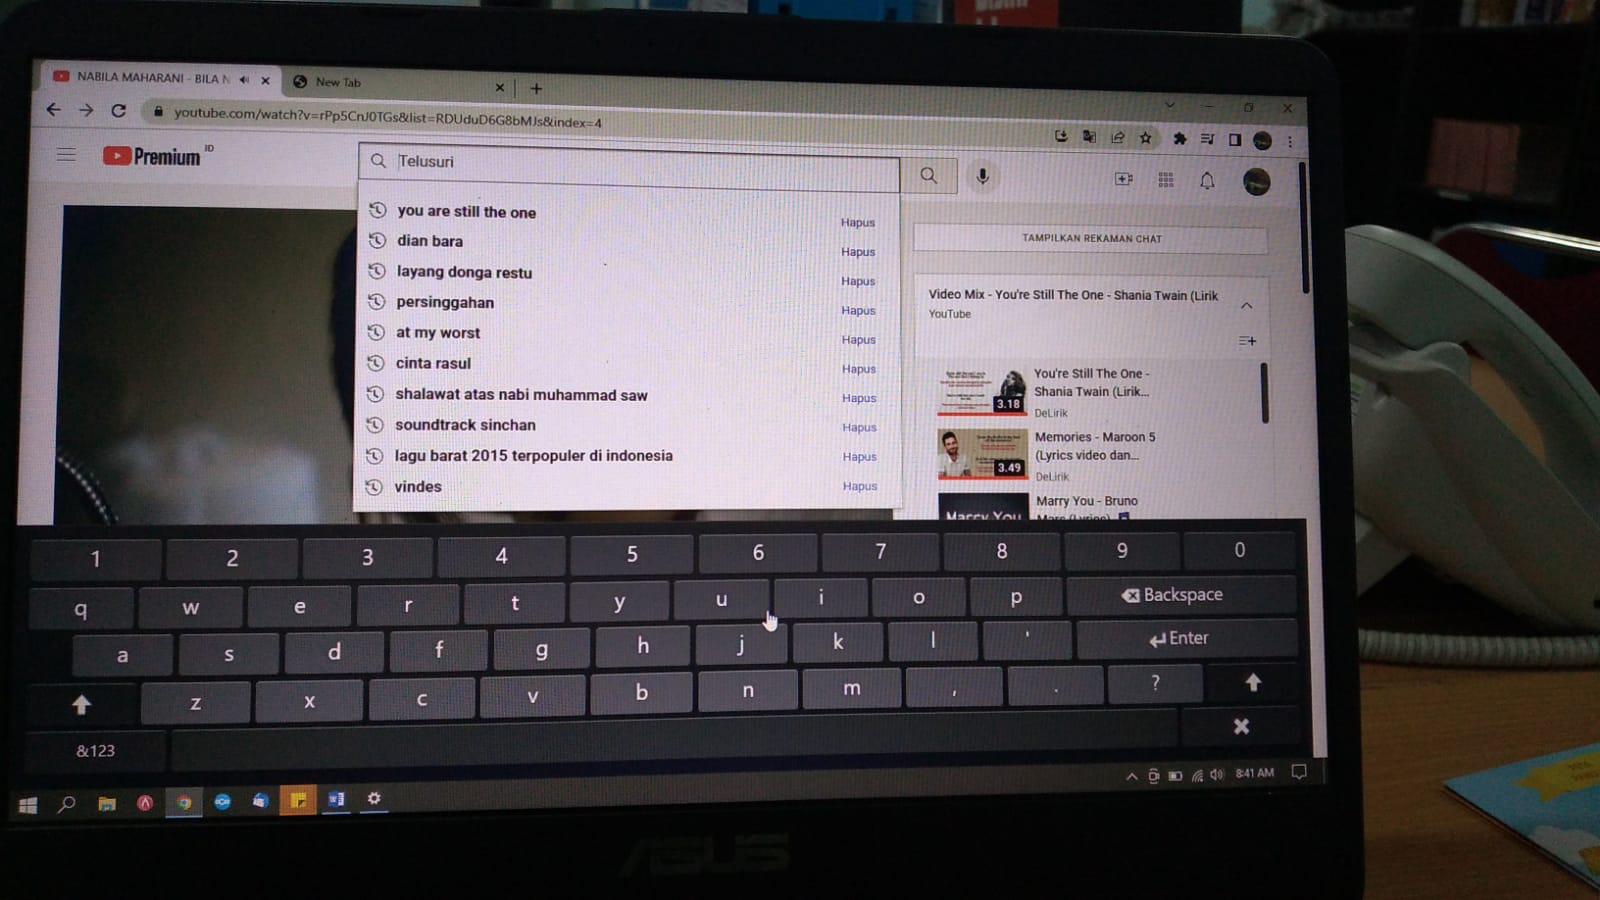 NABILA MAHARANI - BILA N
New Tab
youtube.com/watch?v=rPp5CnJ0TGs&list=RDUduD6G8bMJs&index=4
Premium ID
Telusuri
you are still the one Hapus
dian bara Hapus
layang donga restu Hapus
persinggahan Hapus
at my worst Hapus
cinta rasul Hapus
shalawat atas nabi muhammad saw Hapus
soundtrack sinchan Hapus
lagu barat 2015 terpopuler di indonesia Hapus
vindes Hapus
TAMPILKAN REKAMAN CHAT
Video Mix - You're Still The One - Shania Twain (Lirik
YouTube
You're Still The One -
Shania Twain (Lirik...
DeLirik
3.18
Memories - Maroon 5
(Lyrics video dan...
DeLirik
3.49
Marry You - Bruno
Mars (Lyrics)
Marry You
1 2 3 4 5 6 7 8 9 0
q w e r t y u i o p Backspace
a s d f g h j k l ' Enter
z x c v b n m , . ?
&123
8:41 AM
ASUS